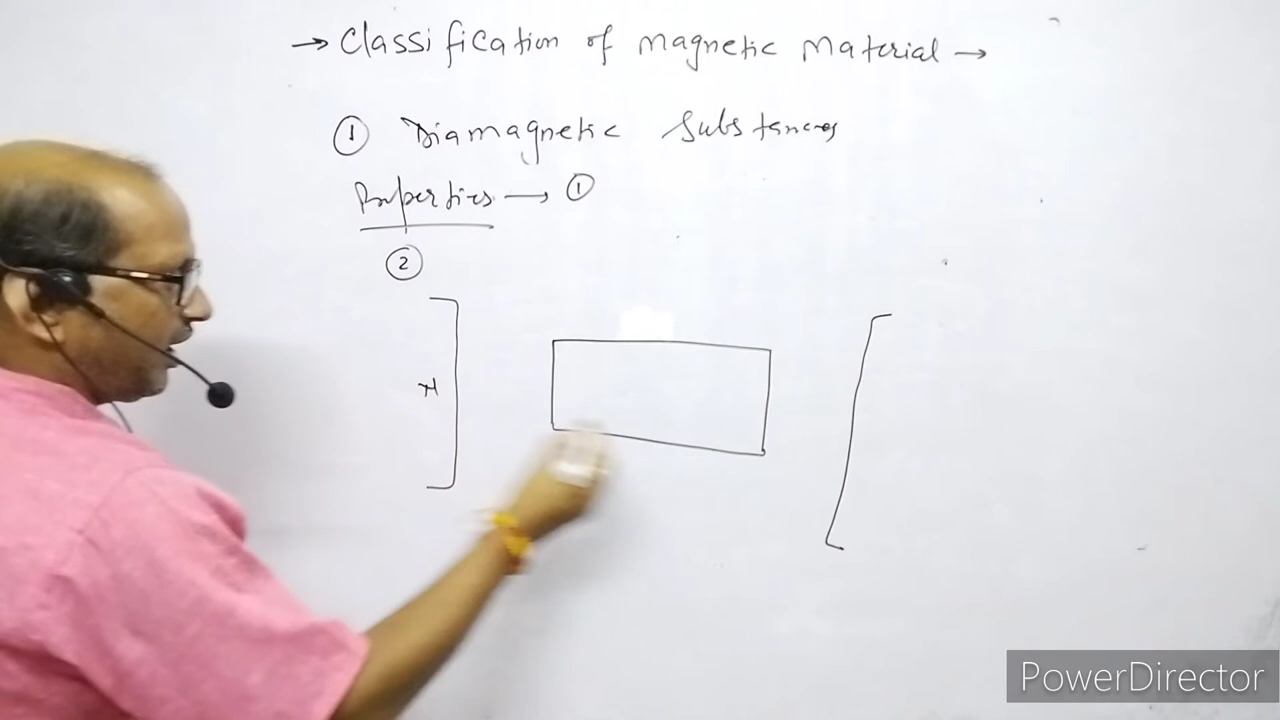 → Classification of magnetic Material →
① Diamagnetic Substances
Properties → ①
②
N
PowerDirector